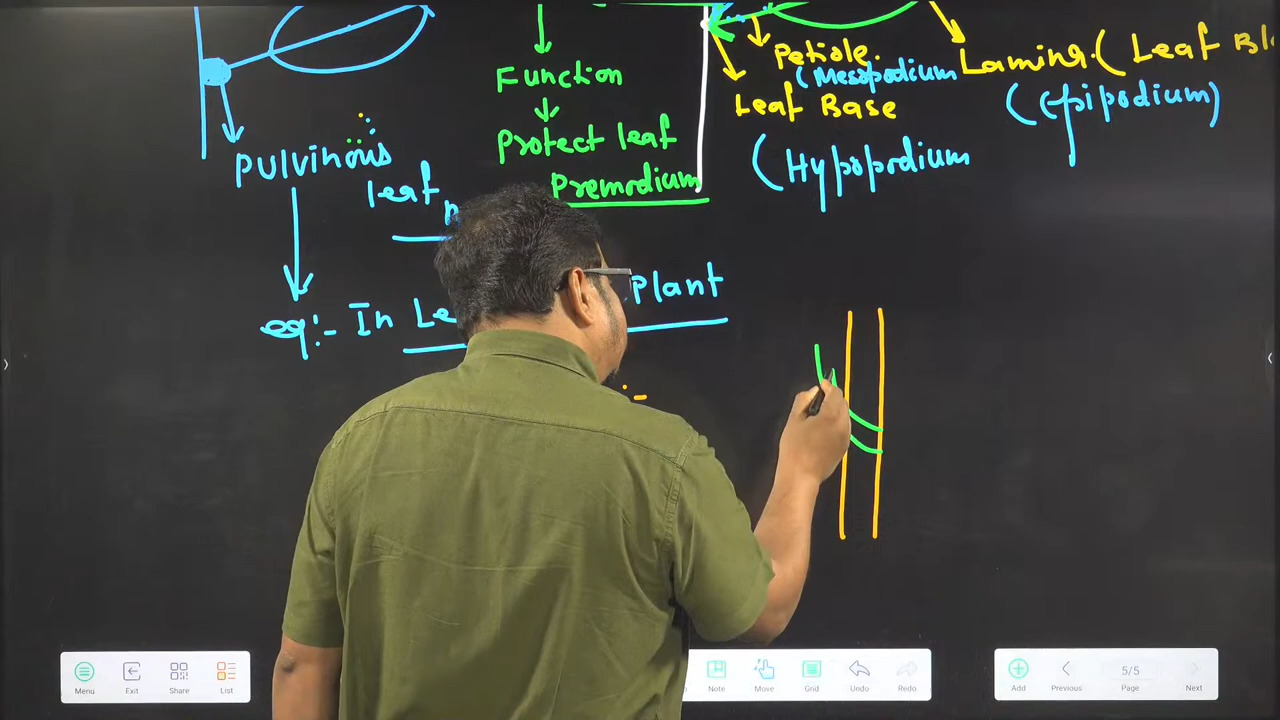 Function
Petiole.
(Mesopodium
Lamina. ( Leaf Bl
Leaf Base
(epipodium)
Protect leaf
Premodium
Pulvinous
leaf
(Hypopodium
eg:- In Le
Plant
:-
Menu
Exit
Share
List
Note
Move
Grid
Undo
Redo
Add
Previous
5/5
Page
Next